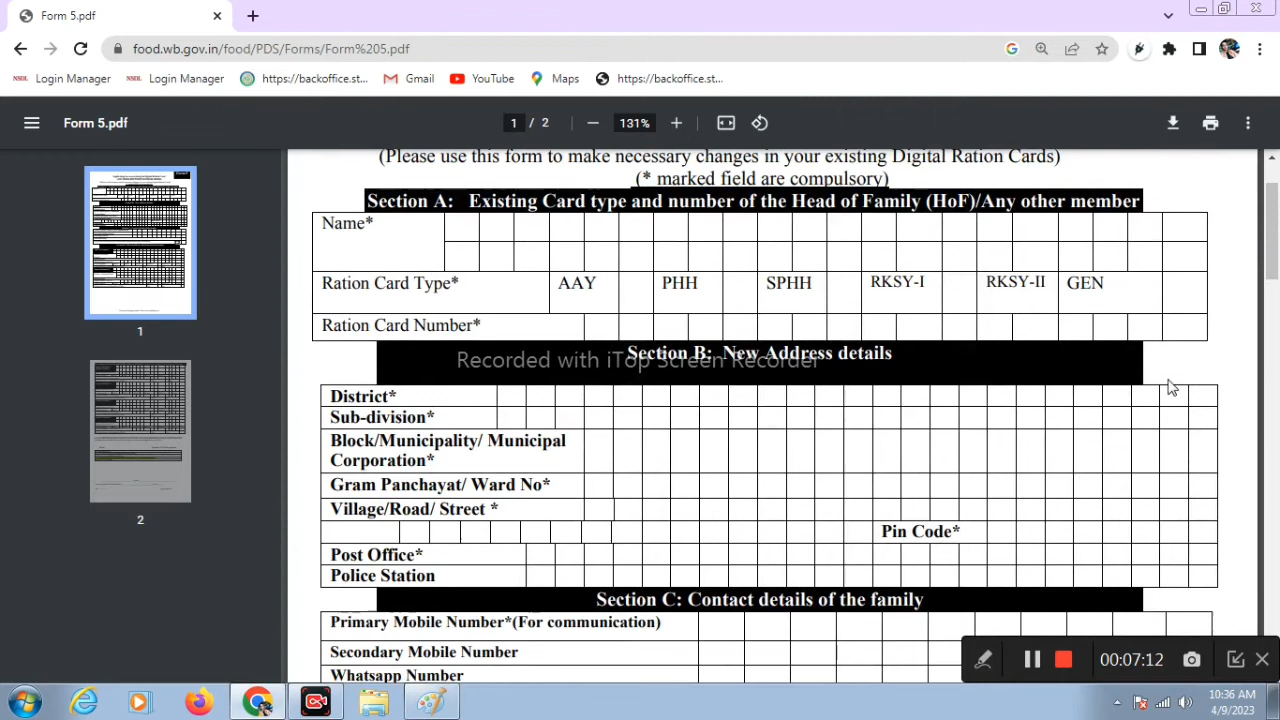 Form 5.pdf
food.wb.gov.in/food/PDS/Forms/Form%205.pdf
NSDL Login Manager NSDL Login Manager https://backoffice.st... Gmail YouTube Maps https://backoffice.st...
Form 5.pdf 1 / 2 131%
(Please use this form to make necessary changes in your existing Digital Ration Cards)
(* marked field are compulsory)
Section A: Existing Card type and number of the Head of Family (HoF)/Any other member
Name*
Ration Card Type* AAY PHH SPHH RKSY-I RKSY-II GEN
Ration Card Number*
Section B: New Address details
Recorded with iTop Screen Recorder
District*
Sub-division*
Block/Municipality/ Municipal
Corporation*
Gram Panchayat/ Ward No*
Village/Road/ Street *
Pin Code*
Post Office*
Police Station
Section C: Contact details of the family
Primary Mobile Number*(For communication)
Secondary Mobile Number
Whatsapp Number
1
2
00:07:12
10:36 AM
4/9/2023